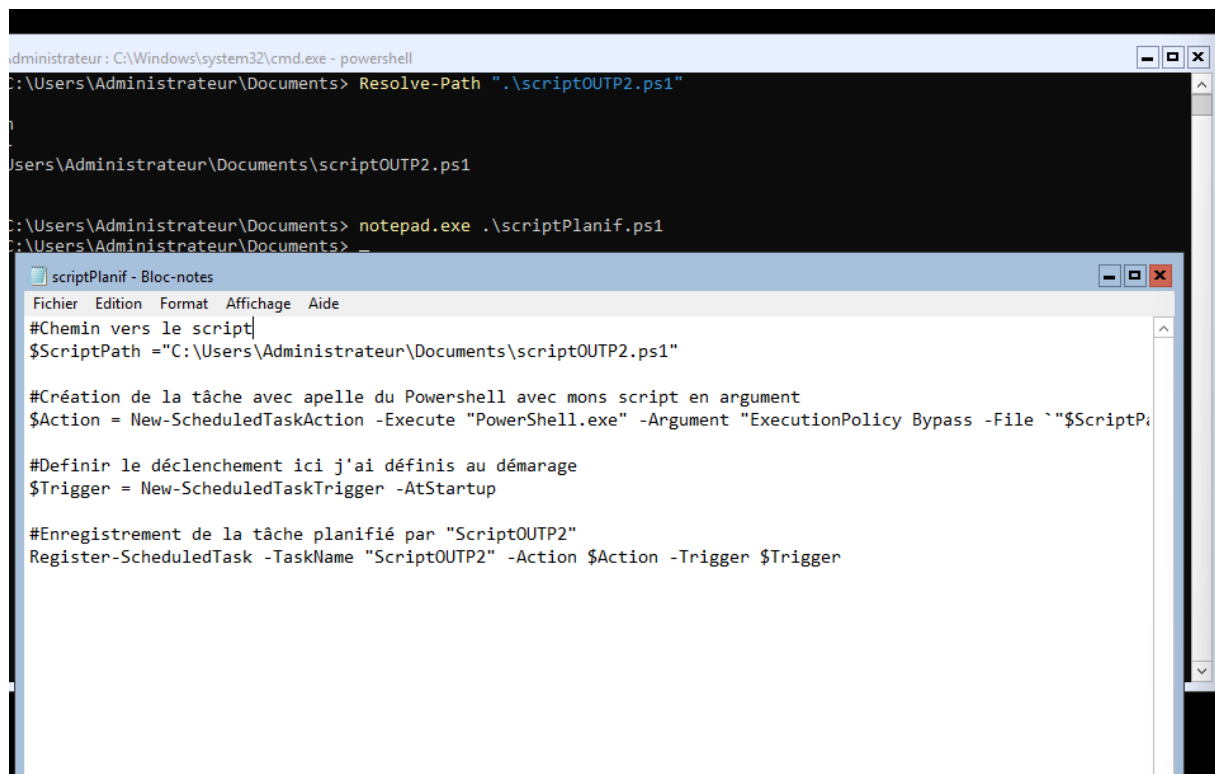 dministrateur : C:\Windows\system32\cmd.exe - powershell
C:\Users\Administrateur\Documents> Resolve-Path ".\scriptOUTP2.ps1"
Users\Administrateur\Documents\scriptOUTP2.ps1
C:\Users\Administrateur\Documents> notepad.exe .\scriptPlanif.ps1
C:\Users\Administrateur\Documents> _
scriptPlanif - Bloc-notes
Fichier Edition Format Affichage Aide
#Chemin vers le script
$ScriptPath ="C:\Users\Administrateur\Documents\scriptOUTP2.ps1"
#Création de la tâche avec apelle du Powershell avec mons script en argument
$Action = New-ScheduledTaskAction -Execute "PowerShell.exe" -Argument "ExecutionPolicy Bypass -File `"$ScriptPa
#Definir le déclenchement ici j'ai définis au démarage
$Trigger = New-ScheduledTaskTrigger -AtStartup
#Enregistrement de la tâche planifié par "ScriptOUTP2"
Register-ScheduledTask -TaskName "ScriptOUTP2" -Action $Action -Trigger $Trigger